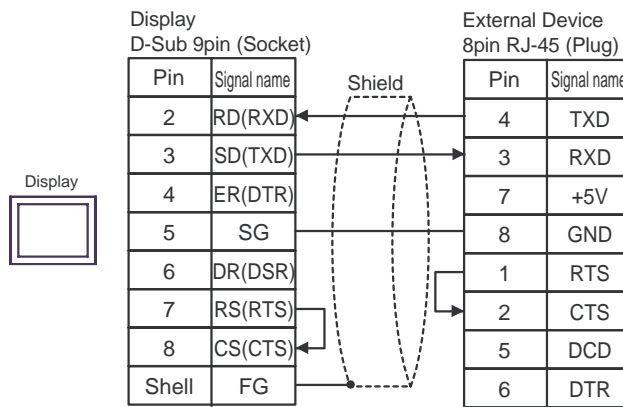 Display
D-Sub 9pin (Socket)
External Device
8pin RJ-45 (Plug)
Pin Signal name
Shield
Pin Signal name
2 RD(RXD)
4 TXD
3 SD(TXD)
3 RXD
Display
4 ER(DTR)
7 +5V
5 SG
8 GND
6 DR(DSR)
1 RTS
7 RS(RTS)
2 CTS
8 CS(CTS)
5 DCD
Shell FG
6 DTR